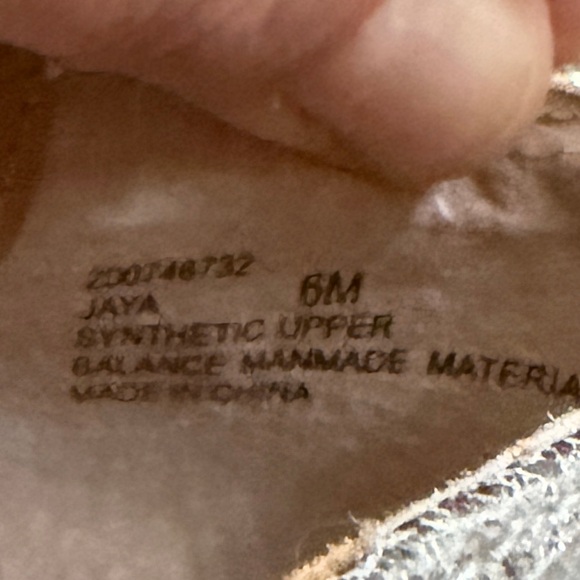 200746732
JAYA 6M
SYNTHETIC UPPER
BALANCE MANMADE MATERIA
MADE IN CHINA